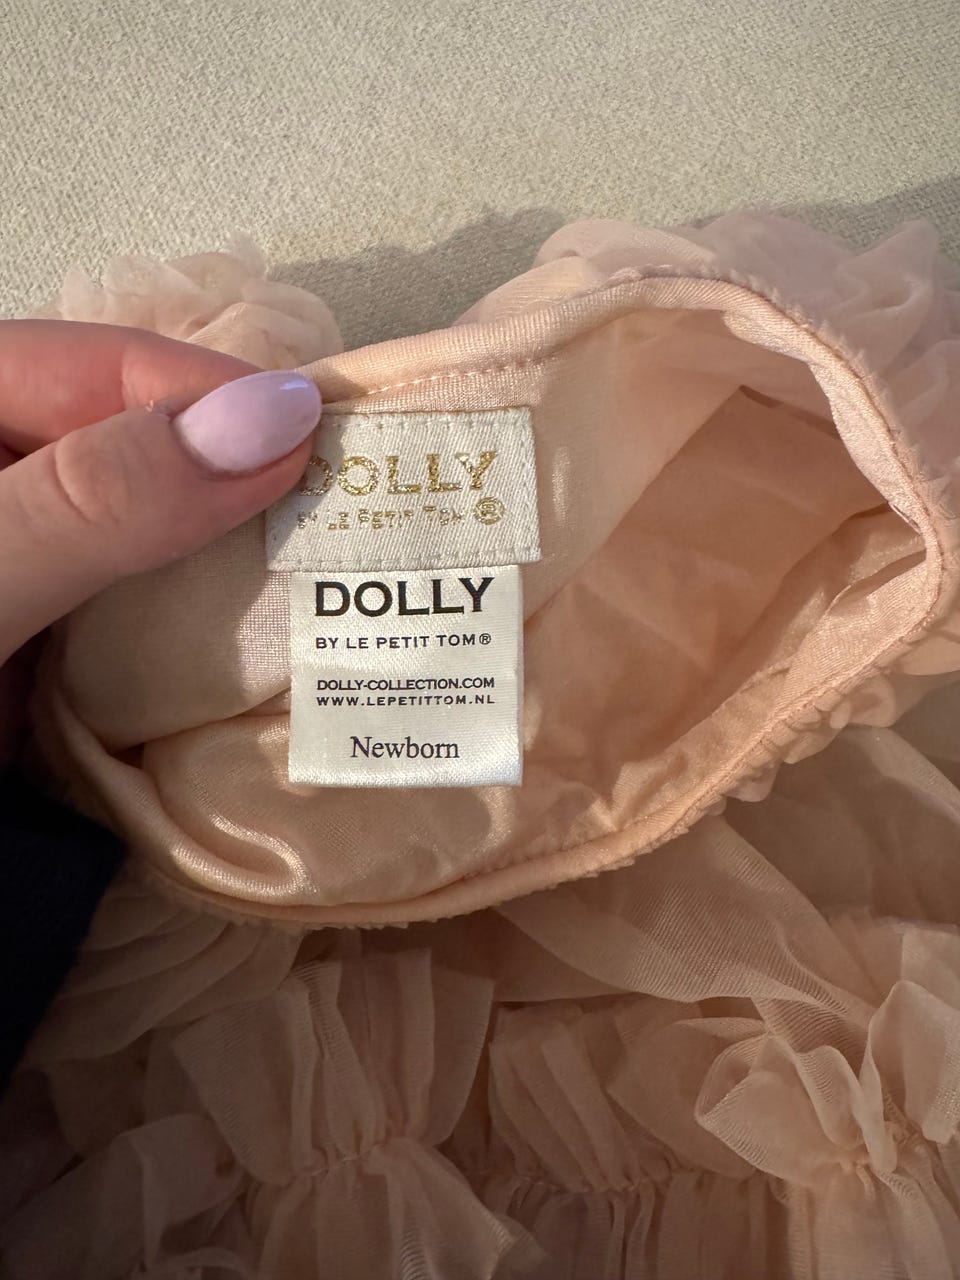 DOLLY
BY LE PETIT TOM ®
DOLLY
BY LE PETIT TOM®
DOLLY-COLLECTION.COM
WWW.LEPETITTOM.NL
Newborn